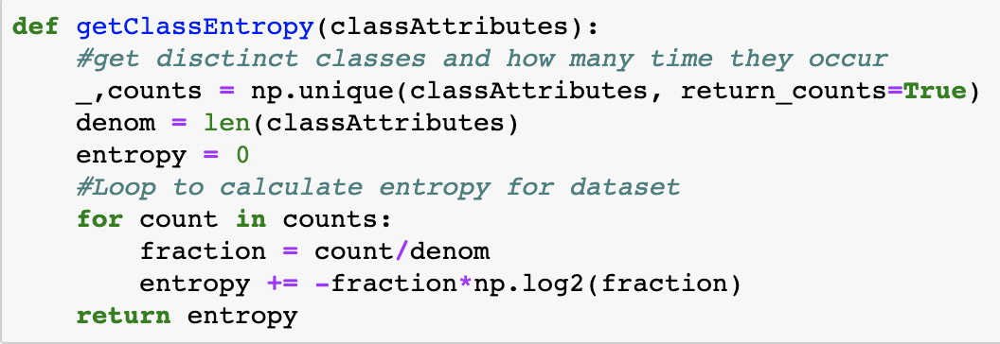 def getClassEntropy(classAttributes):
    #get disctinct classes and how many time they occur
    _,counts = np.unique(classAttributes, return_counts=True)
    denom = len(classAttributes)
    entropy = 0
    #Loop to calculate entropy for dataset
    for count in counts:
        fraction = count/denom
        entropy += -fraction*np.log2(fraction)
    return entropy